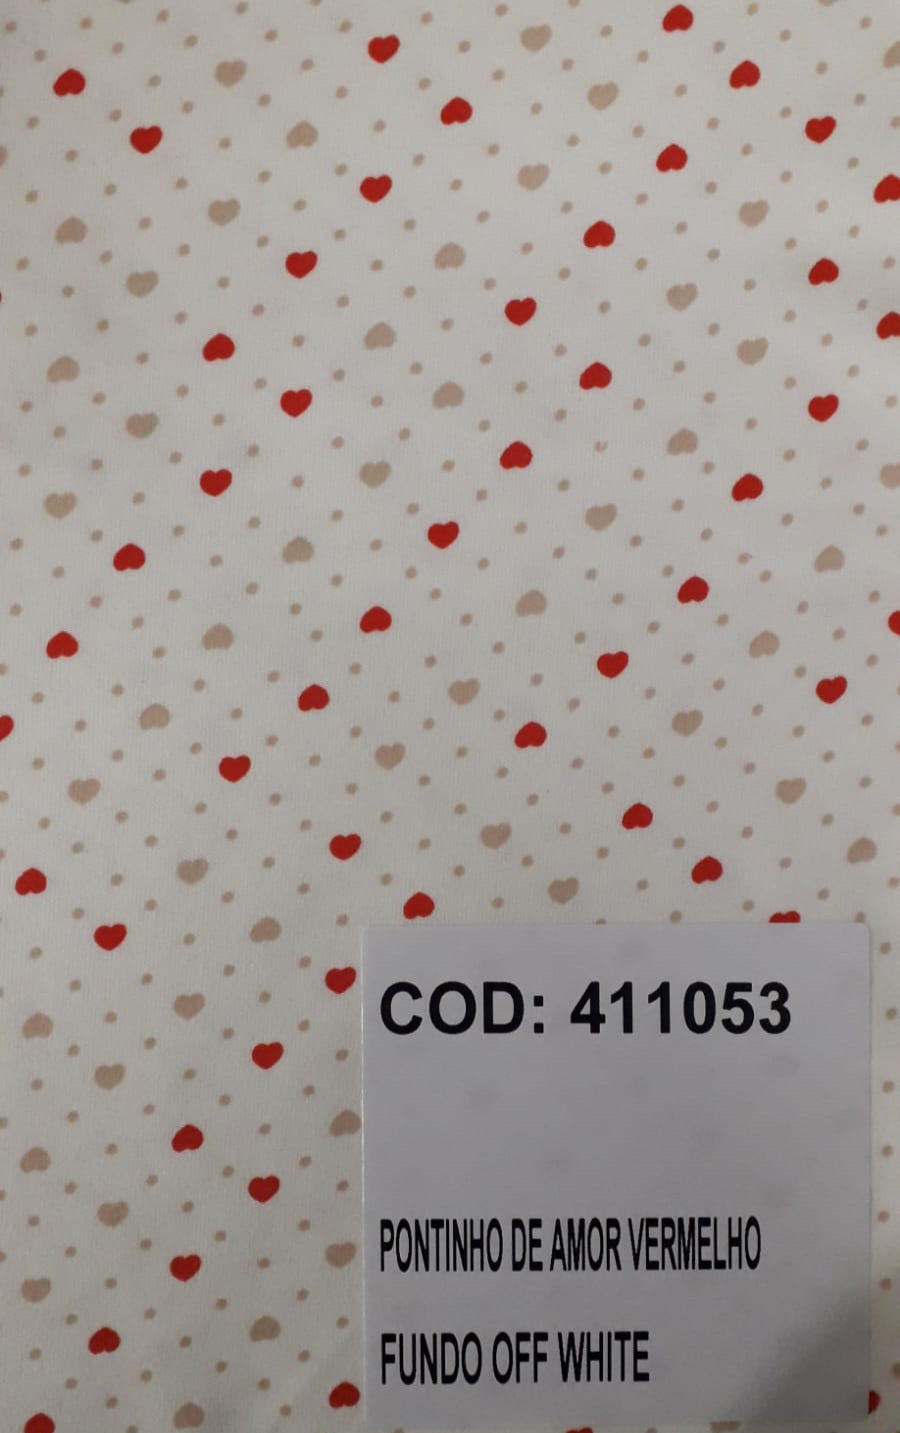 COD: 411053
PONTINHO DE AMOR VERMELHO
FUNDO OFF WHITE